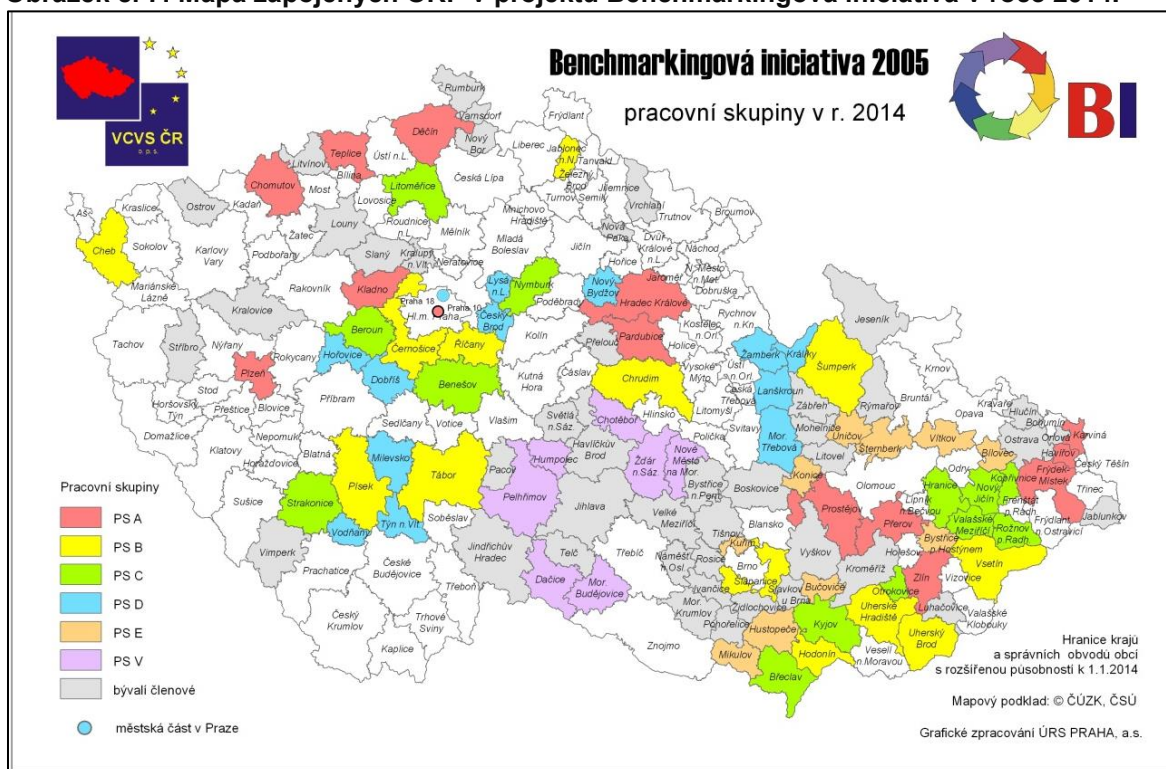 Benchmarkingová iniciativa 2005
pracovní skupiny v r. 2014
VCVS ČR
o.p.s.
BI
Rumburk
Varnsdorf
Děčín
Nový
Bor
Frýdlant
Liberec
Jablonec
n.N.
Tanvald
Železný
Brod
Jilemnice
Turnov
Semily
Vrchlabí
Trutnov
Broumov
Teplice
Ústí n.L.
Litvínov
Bílina
Most
Česká Lípa
Chomutov
Litoměřice
Lovosice
Kadaň
Roudnice
n.L.
Mnichovo
Hradiště
Ostrov
Louny
Mělník
Mladá
Boleslav
Jičín
Nová
Paka
Dvůr
Králové
n.L.
Náchod
Hořice
Aš
Kraslice
Sokolov
Karlovy
Vary
Žatec
Podbořany
Slaný
Kralupy
n.Vlt.
Neratovice
Jaroměř
N. Město
n.Met.
Dobruška
Cheb
Mariánské
Lázně
Rakovník
Kladno
Praha 18
Praha 10
Hl.m. Praha
Lysá
n.L.
Nymburk
Poděbrady
Nový
Bydžov
Hradec Králové
Rychnov
n.Kn.
Kostelec
n.Orl.
Kralovice
Beroun
Český
Brod
Kolín
Přelouč
Pardubice
Holice
Žamberk
Králíky
Jeseník
Tachov
Stříbro
Nýřany
Rokycany
Hořovice
Černošice
Říčany
Kutná
Hora
Čáslav
Chrudim
Vysoké
Mýto
Ústí
n.Orl.
Šumperk
Plzeň
Dobříš
Benešov
Česká
Třebová
Lanškroun
Krnov
Stod
Horšovský
Týn
Přeštice
Blovice
Příbram
Vlašim
Světlá
n.Sáz.
Chotěboř
Hlinsko
Litomyšl
Zábřeh
Rýmařov
Bruntál
Domažlice
Nepomuk
Sedlčany
Votice
Havlíčkův
Brod
Polička
Svitavy
Mor.
Třebová
Mohelnice
Uničov
Šternberk
Opava
Kravaře
Hlučín
Bohumín
Klatovy
Horažďovice
Blatná
Milevsko
Tábor
Pacov
Humpolec
Žďár
n.Sáz.
Nové
Město
na Mor.
Litovel
Vítkov
Bílovec
Ostrava
Orlová
Karviná
Havířov
Sušice
Strakonice
Písek
Pelhřimov
Bystřice
n.Pern.
Boskovice
Konice
Olomouc
Odry
Kopřivnice
Frýdek-
Místek
Český Těšín
Vodňany
Týn n.Vlt.
Soběslav
Jihlava
Velké
Meziříčí
Blansko
Prostějov
Lipník
n.Bečvou
Hranice
Nový
Jičín
Frenštát
p.Radh.
Třinec
Vimperk
Prachatice
České
Budějovice
Jindřichův
Hradec
Telč
Třebíč
Tišnov
Kuřim
Vyškov
Přerov
Valašské
Meziříčí
Rožnov
p.Radh.
Frýdlant
n.Ostravicí
Jablunkov
Třeboň
Náměšť
n.Osl.
Rosice
Brno
Šlapanice
Bystřice
p.Hostýnem
Holešov
Kroměříž
Vsetín
Český
Krumlov
Trhové
Sviny
Kaplice
Dačice
Mor.
Budějovice
Ivančice
Slavkov
u Brna
Bučovice
Zlín
Vizovice
Otrokovice
Mor.
Krumlov
Židlochovice
Pohořelice
Hustopeče
Kyjov
Uherské
Hradiště
Luhačovice
Valašské
Klobouky
Znojmo
Mikulov
Hodonín
Veselí
n.Moravou
Uherský
Brod
Břeclav
Pracovní skupiny
PS A
PS B
PS C
PS D
PS E
PS V
bývalí členové
městská část v Praze
Hranice krajů
a správních obvodů obcí
s rozšířenou působností k 1.1.2014
Mapový podklad: © ČÚZK, ČSÚ
Grafické zpracování ÚRS PRAHA, a.s.